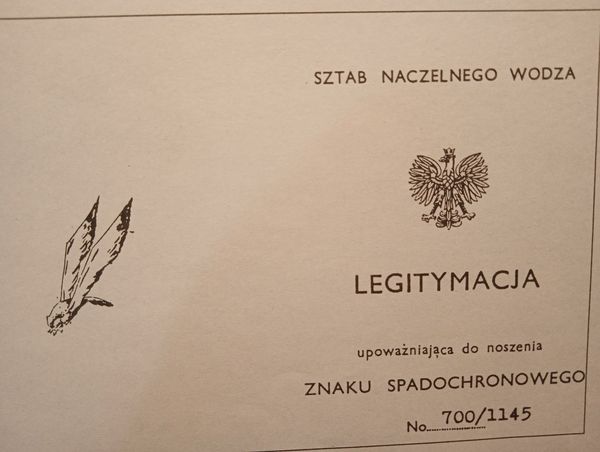 SZTAB NACZELNEGO WODZA
LEGITYMACJA
upoważniająca do noszenia
ZNAKU SPADOCHRONOWEGO
No. 700/1145